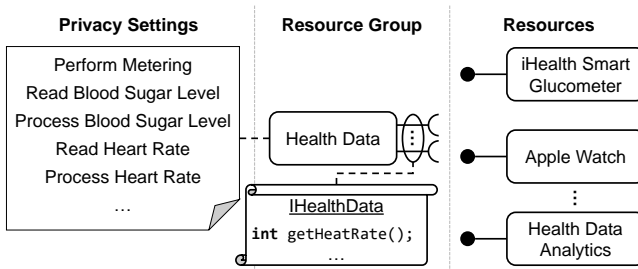 Privacy Settings
Perform Metering
Read Blood Sugar Level
Process Blood Sugar Level
Read Heart Rate
Process Heart Rate
...
Resource Group
Health Data
...
IHealthData
int getHeatRate();
...
Resources
iHealth Smart
Glucometer
Apple Watch
...
Health Data
Analytics